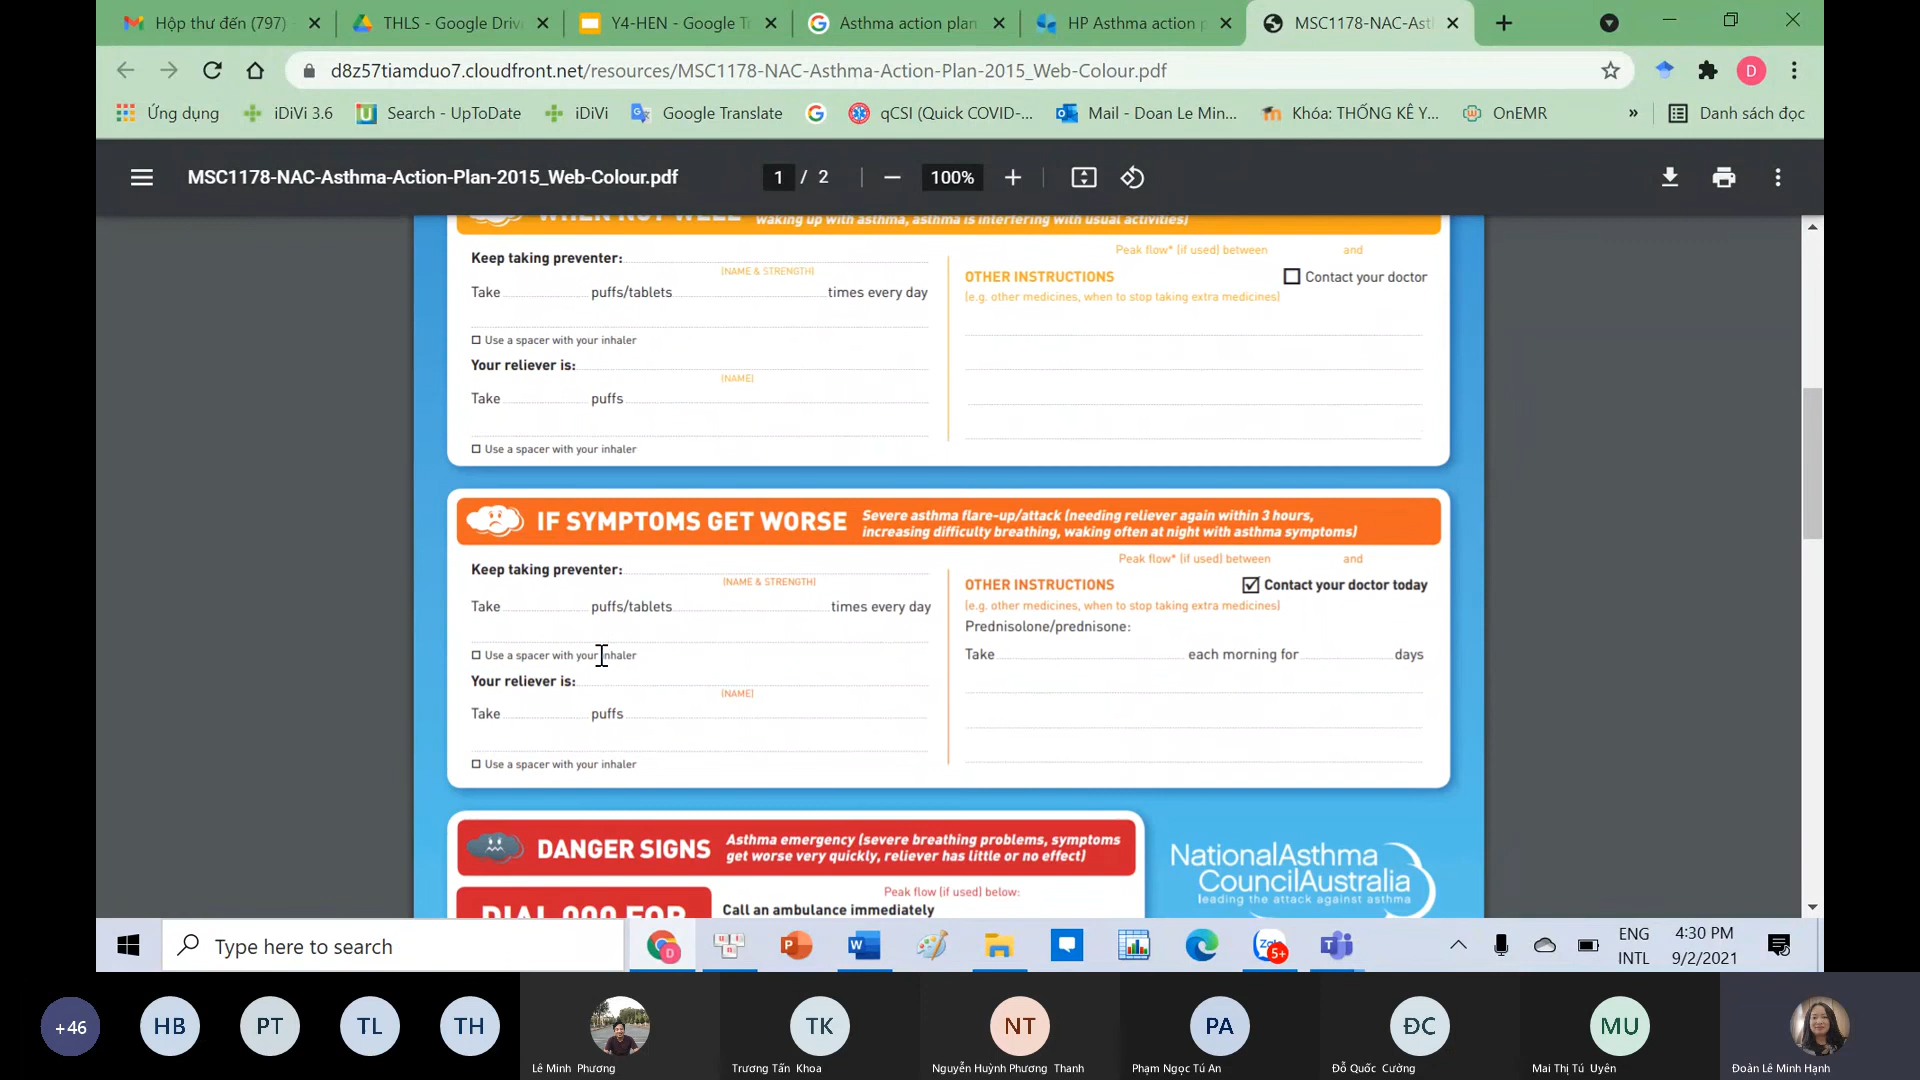 Hộp thư đến (797)
THLS - Google Driv
Y4-HEN - Google T
Asthma action plan
HP Asthma action p
MSC1178-NAC-Ast
d8z57tiamduo7.cloudfront.net/resources/MSC1178-NAC-Asthma-Action-Plan-2015_Web-Colour.pdf
D
Ứng dụng
iDiVi 3.6
Search - UpToDate
iDiVi
Google Translate
qCSI (Quick COVID-...
Mail - Doan Le Min...
Khóa: THỐNG KÊ Y...
OnEMR
»
Danh sách đọc
MSC1178-NAC-Asthma-Action-Plan-2015_Web-Colour.pdf
1 / 2
100%
WHEN NOT WELL
waking up with asthma, asthma is interfering with usual activities)
Peak flow* (if used) between and
Keep taking preventer:
(NAME & STRENGTH)
Take puffs/tablets times every day
Use a spacer with your inhaler
Your reliever is:
(NAME)
Take puffs
Use a spacer with your inhaler
OTHER INSTRUCTIONS
Contact your doctor
(e.g. other medicines, when to stop taking extra medicines)
IF SYMPTOMS GET WORSE
Severe asthma flare-up/attack (needing reliever again within 3 hours,
increasing difficulty breathing, waking often at night with asthma symptoms)
Peak flow* (if used) between and
Keep taking preventer:
(NAME & STRENGTH)
Take puffs/tablets times every day
Use a spacer with your inhaler
Your reliever is:
(NAME)
Take puffs
Use a spacer with your inhaler
OTHER INSTRUCTIONS
Contact your doctor today
(e.g. other medicines, when to stop taking extra medicines)
Prednisolone/prednisone:
Take each morning for days
DANGER SIGNS
Asthma emergency (severe breathing problems, symptoms
get worse very quickly, reliever has little or no effect)
Peak flow (if used) below:
DIAL 000 FOR
Call an ambulance immediately
NationalAsthma
CouncilAustralia
leading the attack against asthma
Type here to search
D
P
W
Zalo
5+
ENG
INTL
4:30 PM
9/2/2021
+46
HB
PT
TL
TH
TK
NT
PA
ĐC
MU
Lê Minh Phương
Trương Tấn Khoa
Nguyễn Huỳnh Phương Thanh
Phạm Ngọc Tú An
Đỗ Quốc Cường
Mai Thị Tú Uyên
Đoàn Lê Minh Hạnh